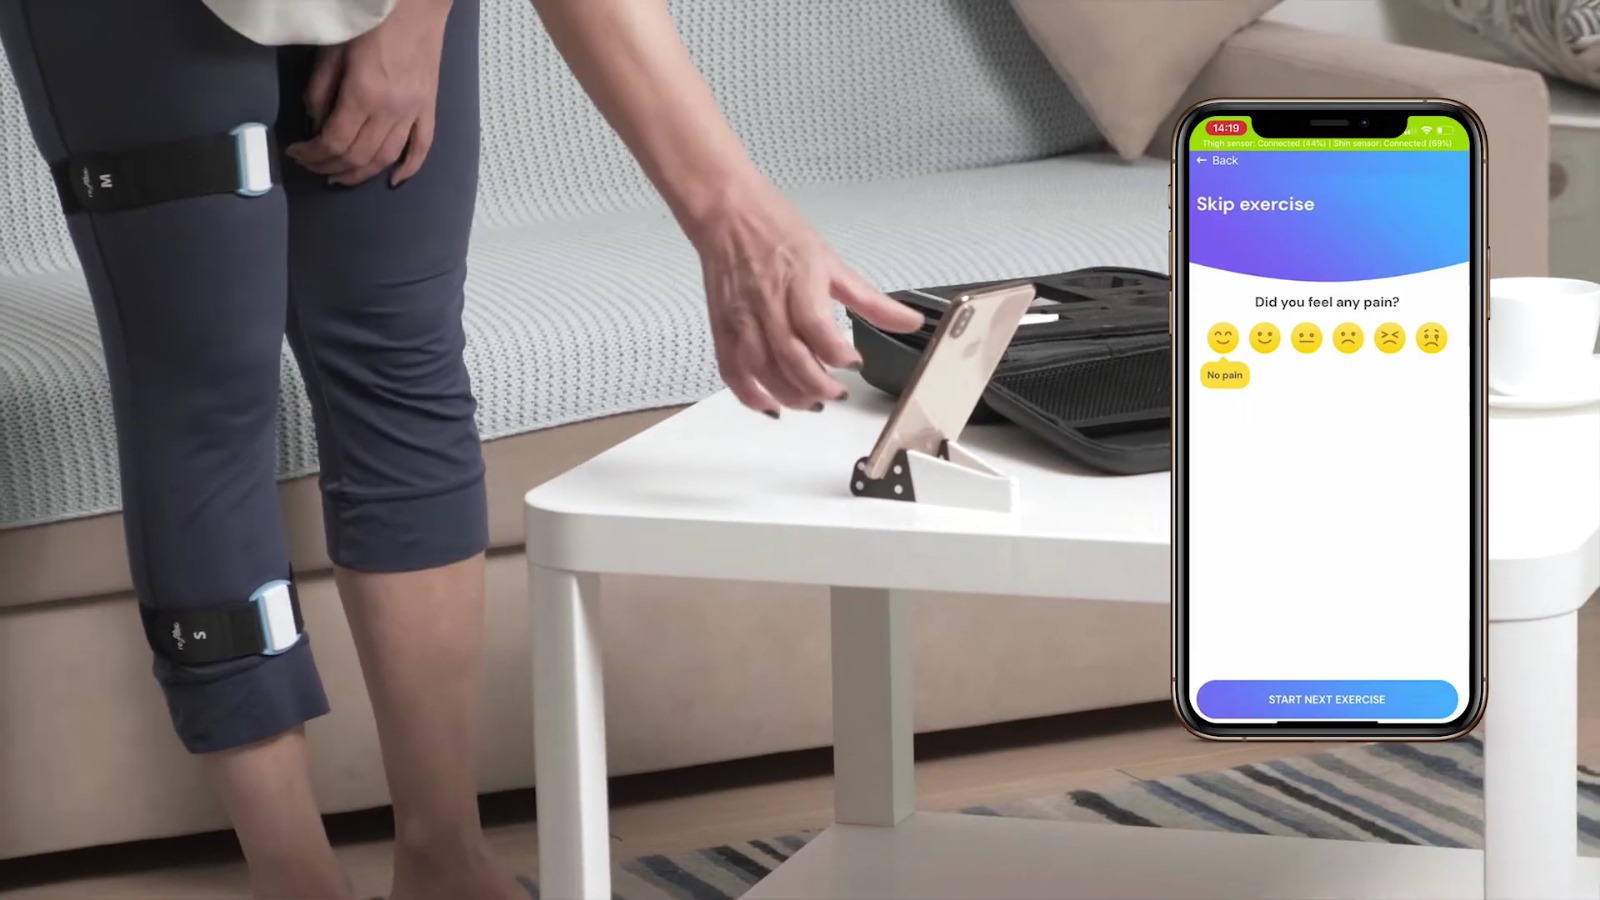 14:19
Thigh sensor: Connected (44%) | Shin sensor: Connected (69%)
← Back
Skip exercise
Did you feel any pain?
No pain
START NEXT EXERCISE
M
S